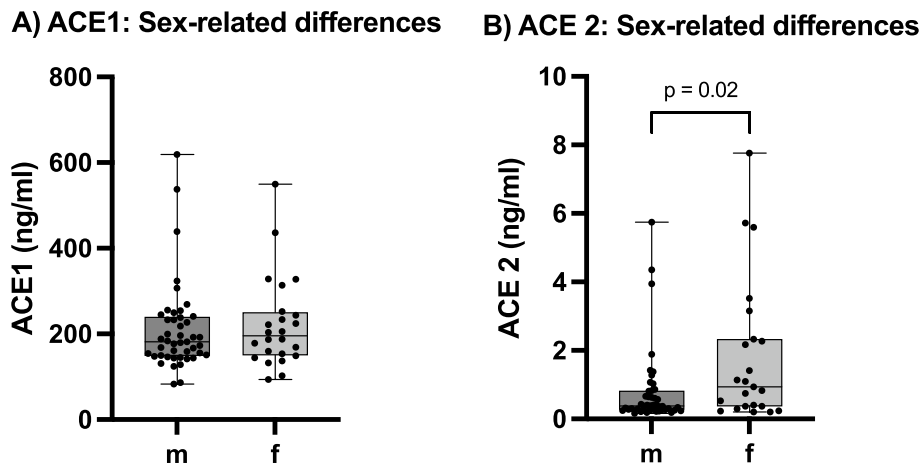 A) ACE1: Sex-related differences
800
600
400
200
0
ACE1 (ng/ml)
m
f
B) ACE 2: Sex-related differences
10
8
6
4
2
0
ACE 2 (ng/ml)
p = 0.02
m
f